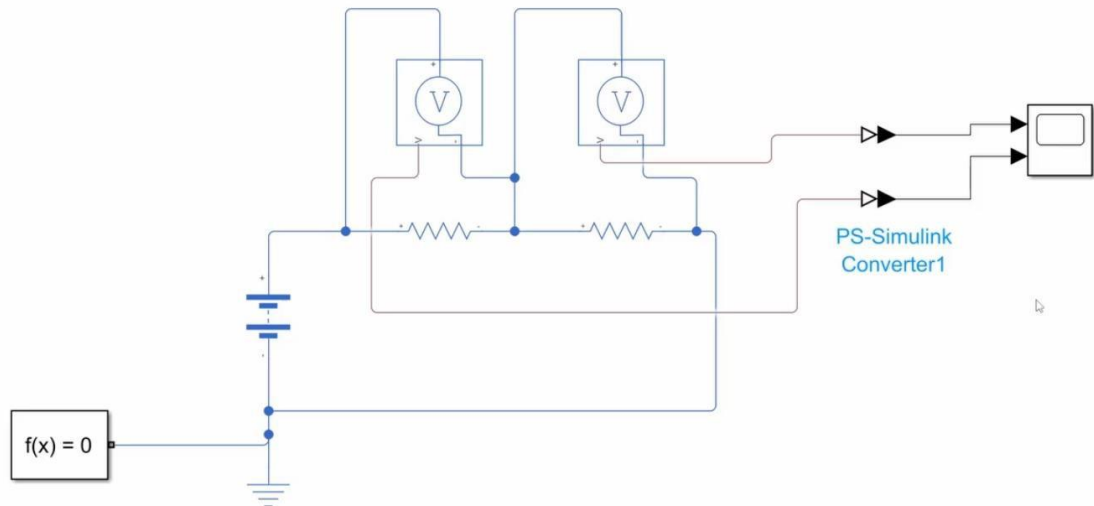 +
+
V
V
V
-
V
-
+
-
+
-
+
-
f(x) = 0
PS-Simulink
Converter1